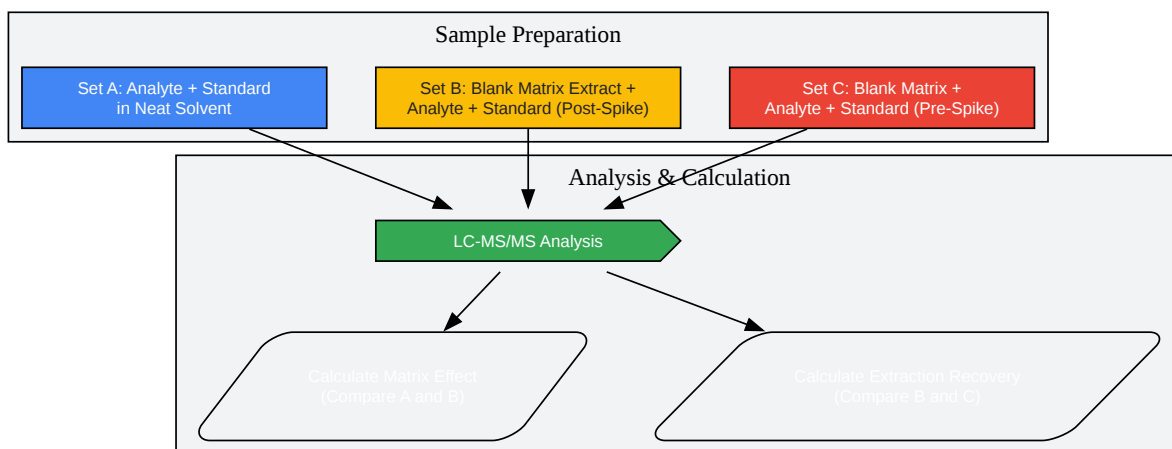 Sample Preparation
Set A: Analyte + Standard
in Neat Solvent
Set B: Blank Matrix Extract +
Analyte + Standard (Post-Spike)
Set C: Blank Matrix +
Analyte + Standard (Pre-Spike)
Analysis & Calculation
LC-MS/MS Analysis
Calculate Matrix Effect
(Compare A and B)
Calculate Extraction Recovery
(Compare B and C)